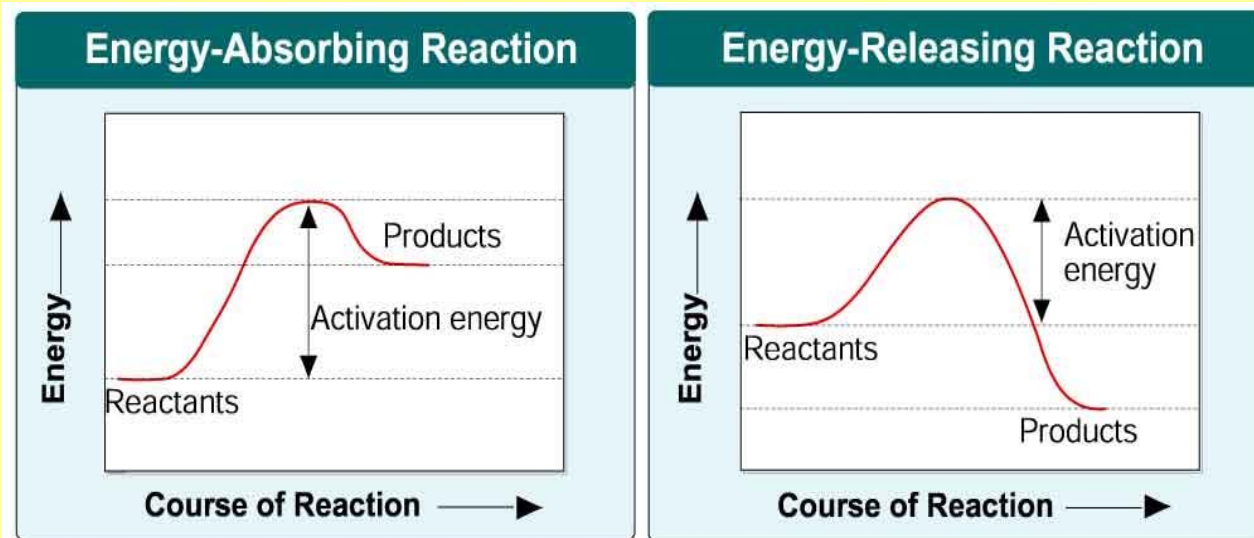 Energy-Absorbing Reaction
Energy
Products
Activation energy
Reactants
Course of Reaction
Energy-Releasing Reaction
Energy
Activation
energy
Reactants
Products
Course of Reaction